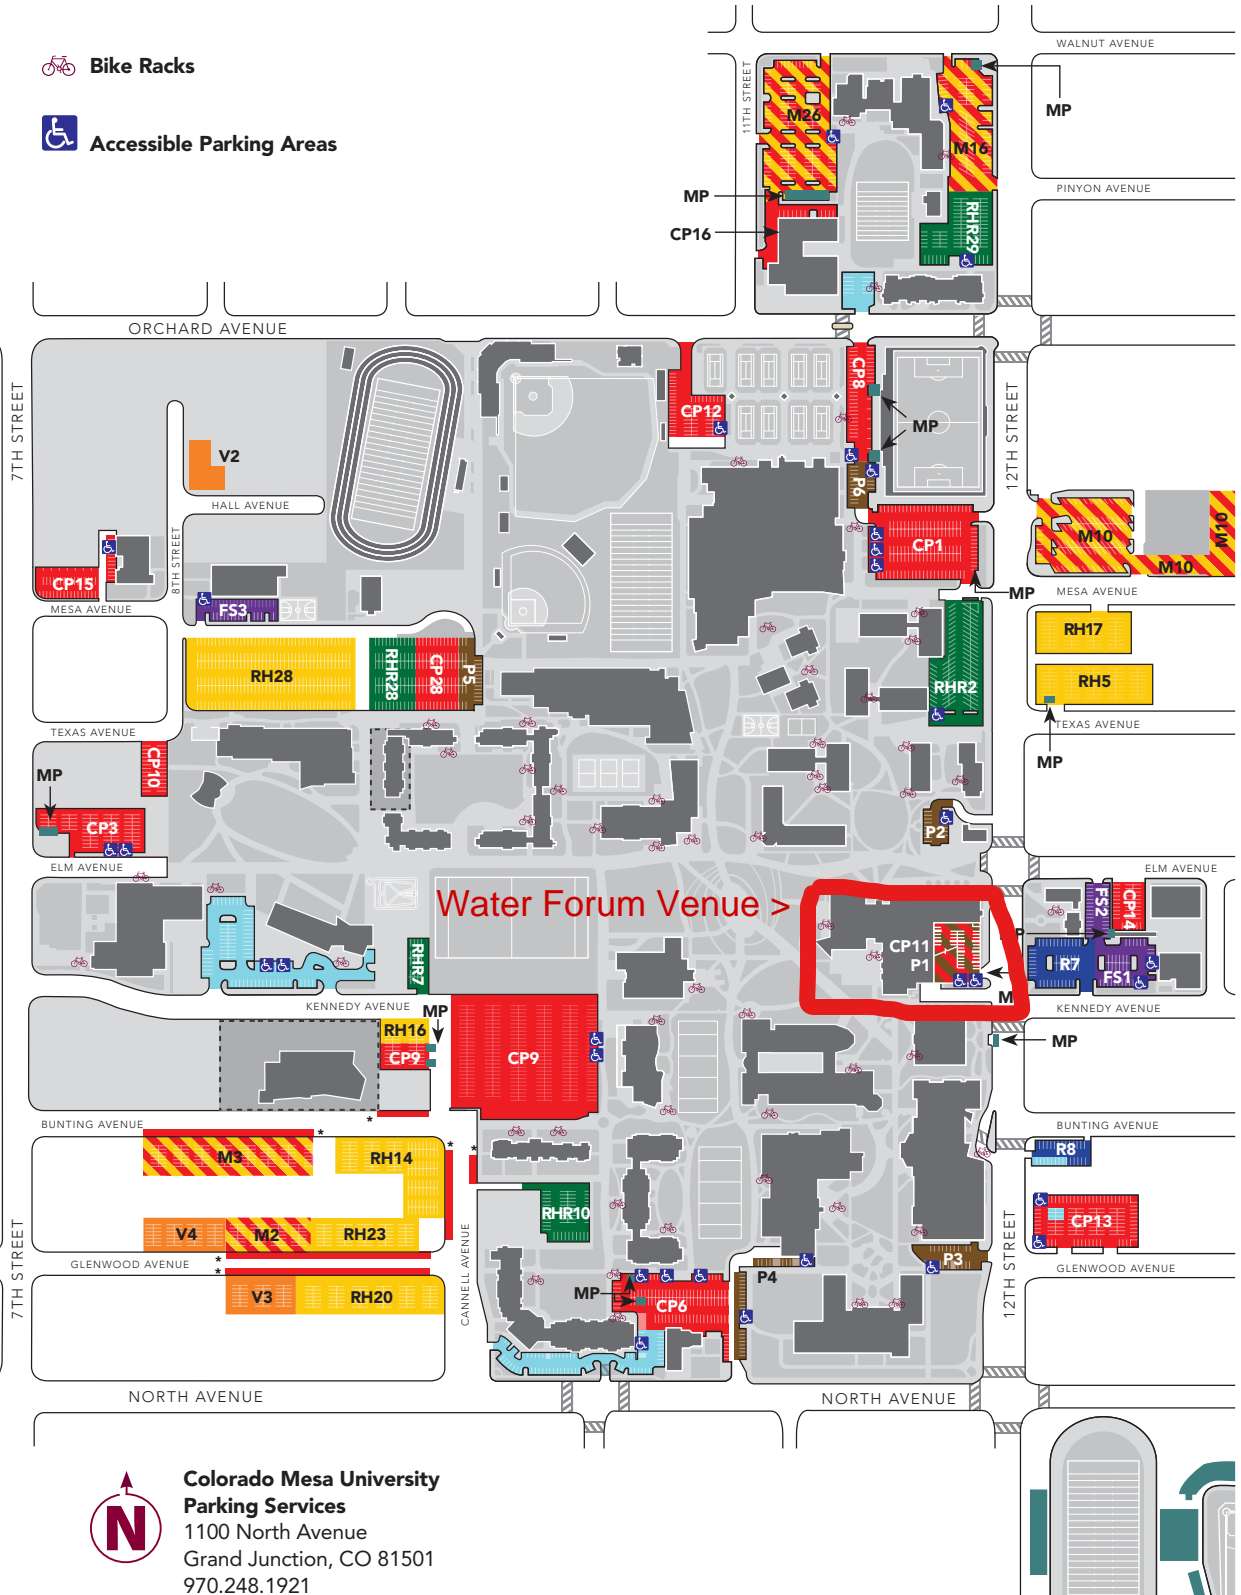 WALNUT AVENUE
Bike Racks
11TH STREET
MP
M26
Accessible Parking Areas
M16
PINYON AVENUE
MP
RHR29
CP16
ORCHARD AVENUE
7TH STREET
CP8
12TH STREET
CP12
MP
V2
P6
HALL AVENUE
M10
M10
M10
8TH STREET
CP1
CP15
MESA AVENUE
FS3
MP
MESA AVENUE
RH17
RH28
RHR28
CP28
P5
RHR2
RH5
TEXAS AVENUE
TEXAS AVENUE
CP10
MP
MP
CP3
P2
ELM AVENUE
ELM AVENUE
Water Forum Venue >
FS2
CP14
CP11
P1
P
R7
FS1
RHR7
M
KENNEDY AVENUE
KENNEDY AVENUE
MP
RH16
CP9
CP9
MP
BUNTING AVENUE
*
*
BUNTING AVENUE
M3
RH14
*
*
R8
RHR10
CP13
V4
M2
RH23
7TH STREET
CANNELL AVENUE
12TH STREET
GLENWOOD AVENUE
*
*
P3
GLENWOOD AVENUE
P4
V3
RH20
MP
CP6
NORTH AVENUE
NORTH AVENUE
N
Colorado Mesa University
Parking Services
1100 North Avenue
Grand Junction, CO 81501
970.248.1921